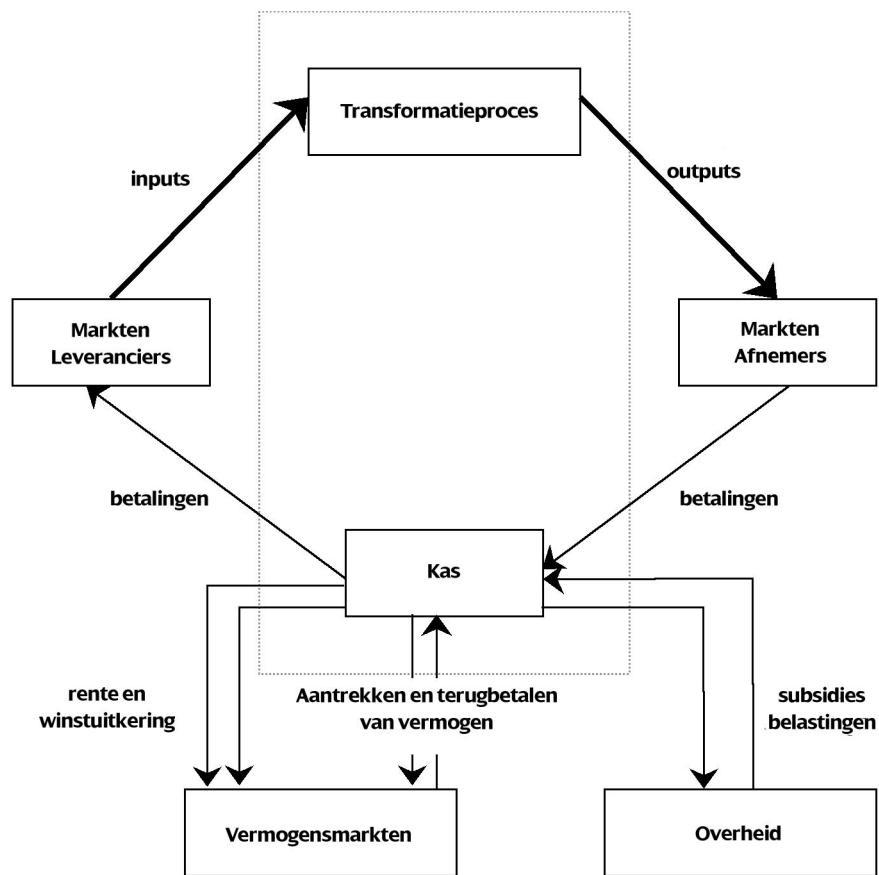 Transformatieproces
inputs
outputs
Markten
Leveranciers
Markten
Afnemers
betalingen
betalingen
Kas
rente en
winstuitkering
Aantrekken en terugbetalen
van vermogen
subsidies
belastingen
Vermogensmarkten
Overheid